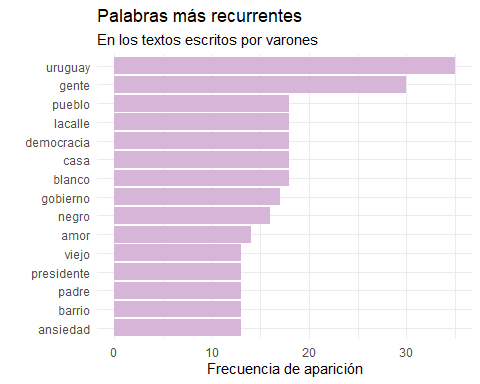 Palabras más recurrentes
En los textos escritos por varones
uruguay
gente
pueblo
lacalle
democracia
casa
blanco
gobierno
negro
amor
viejo
presidente
padre
barrio
ansiedad
0 10 20 30
Frecuencia de aparición